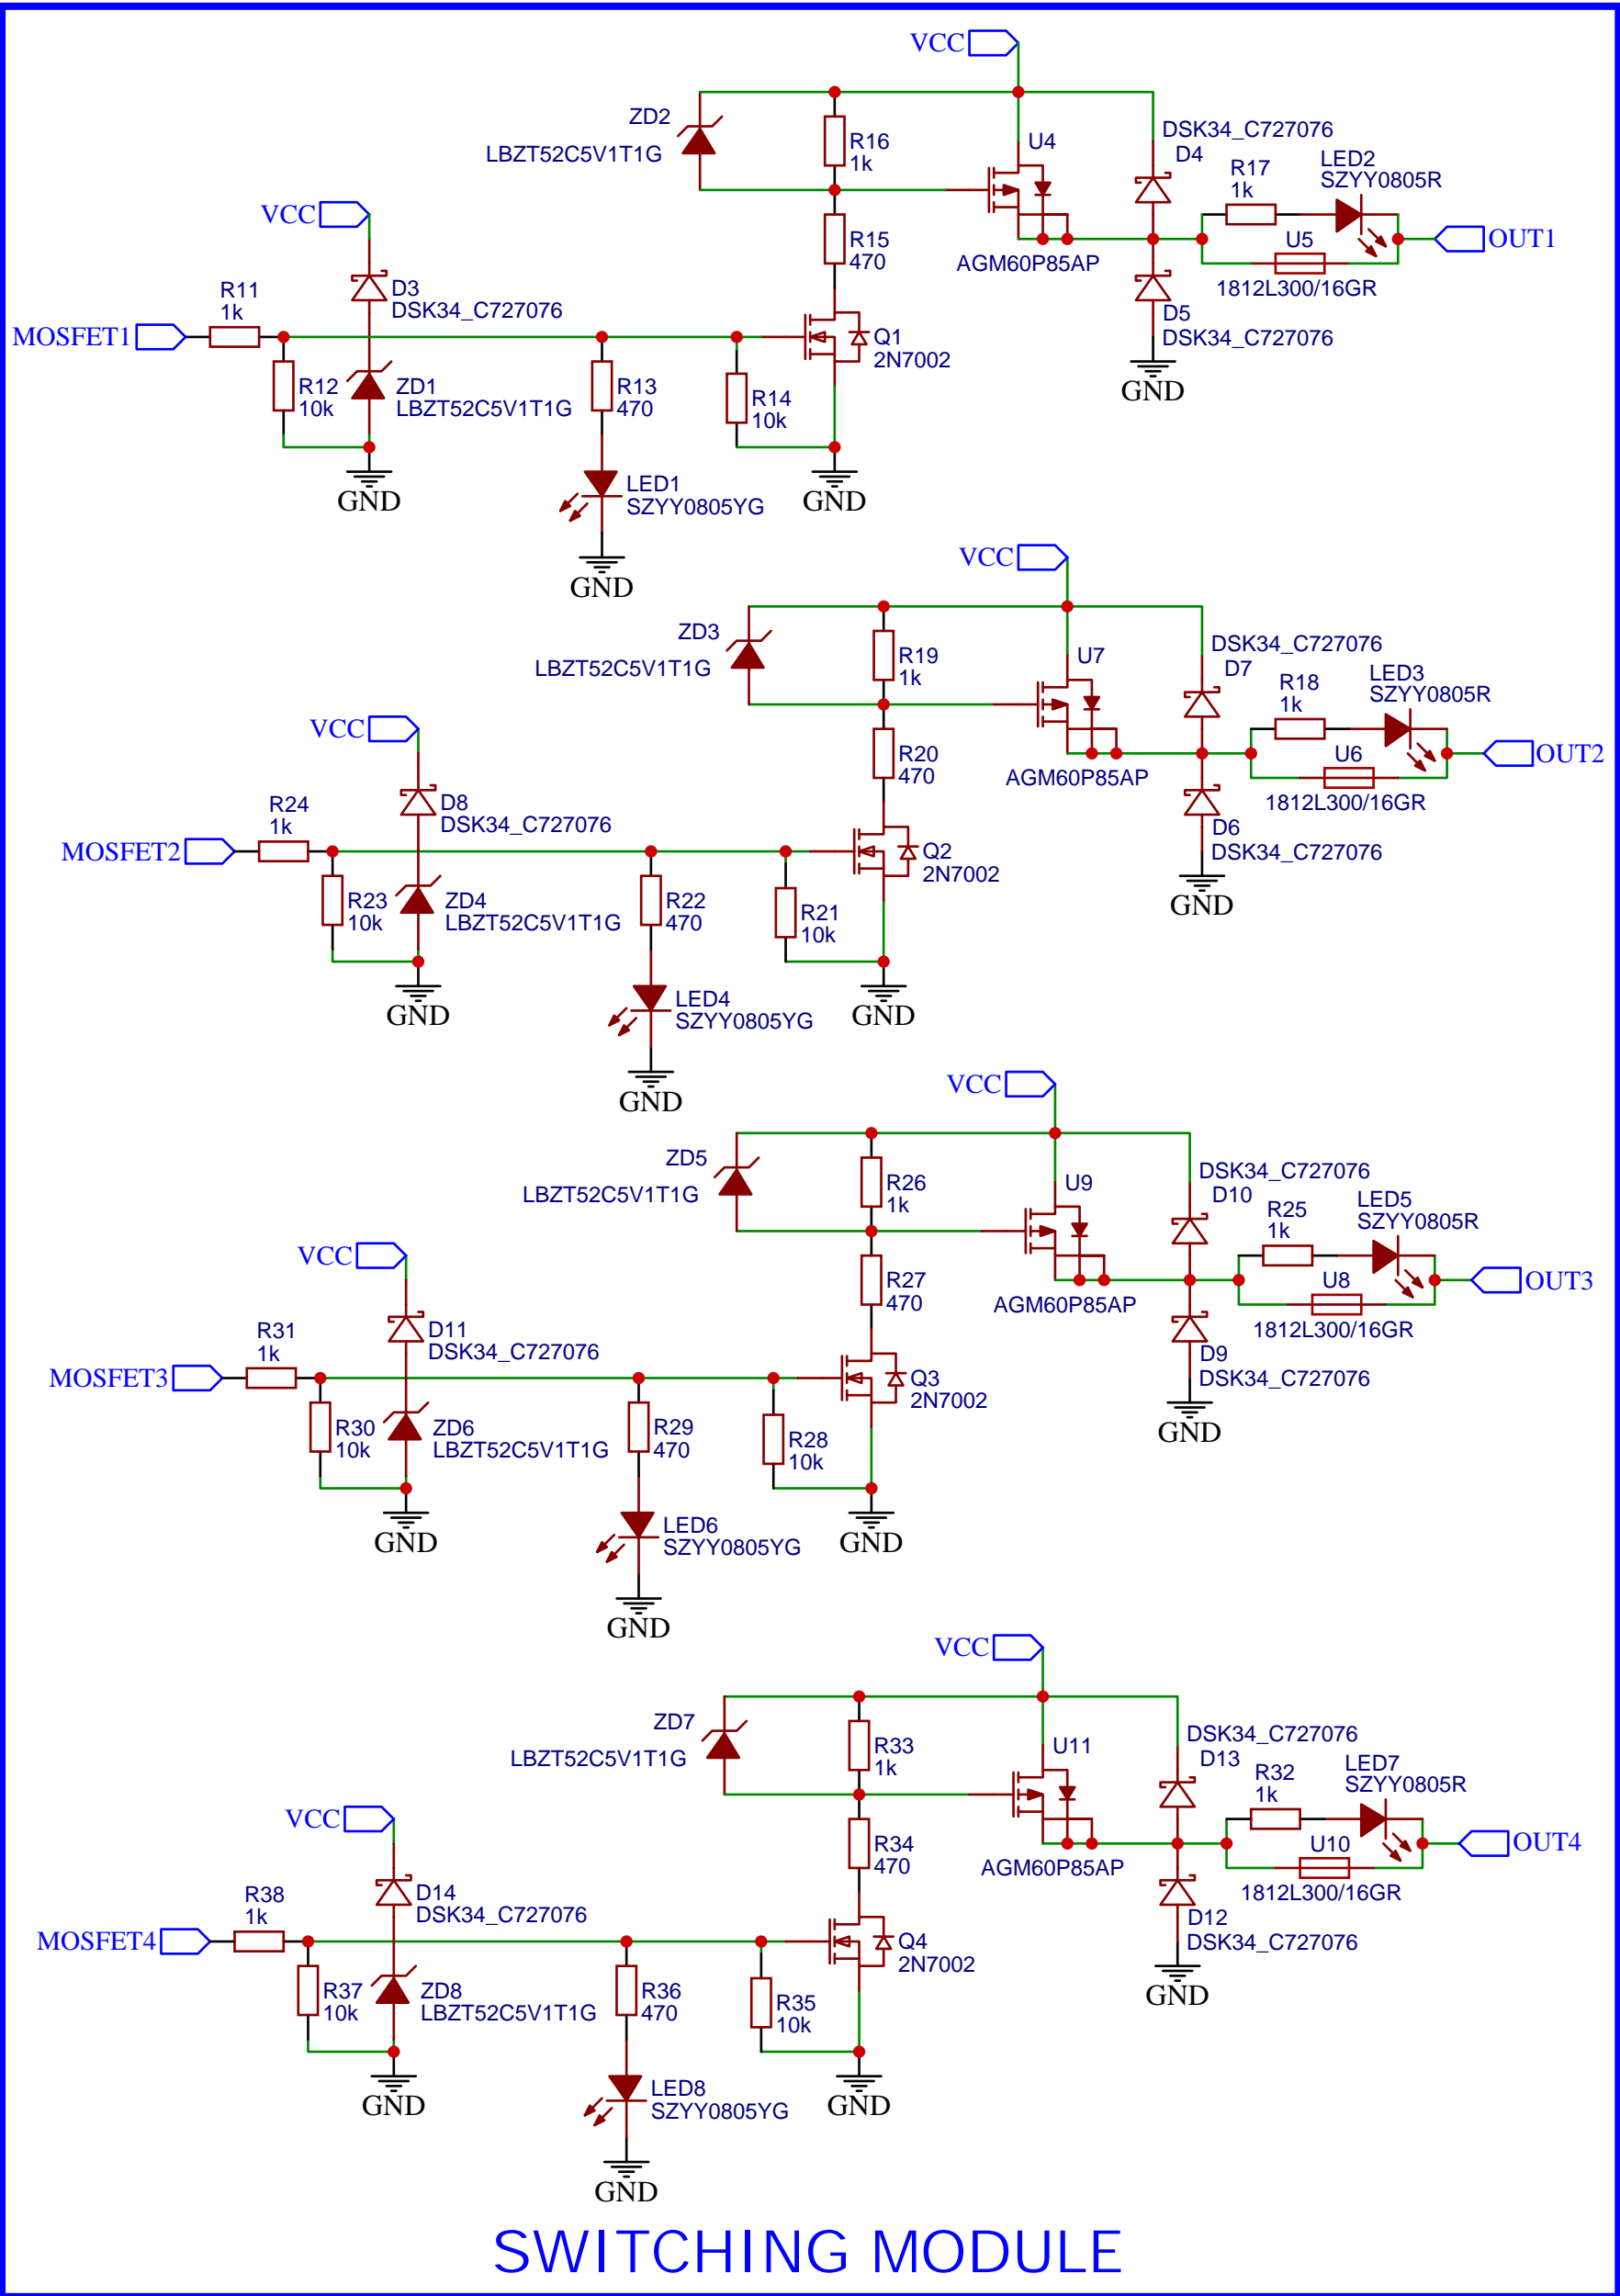 VCC
ZD2
LBZT52C5V1T1G
R16
1k
U4
DSK34_C727076
D4
R17
1k
LED2
SZYY0805R
VCC
R15
470
U5
OUT1
AGM60P85AP
1812L300/16GR
D3
DSK34_C727076
R11
1k
D5
DSK34_C727076
MOSFET1
Q1
2N7002
R12
10k
ZD1
LBZT52C5V1T1G
R13
470
R14
10k
GND
GND
LED1
SZYY0805YG
GND
GND
VCC
ZD3
LBZT52C5V1T1G
R19
1k
U7
DSK34_C727076
D7
R18
1k
LED3
SZYY0805R
VCC
R20
470
U6
OUT2
AGM60P85AP
1812L300/16GR
D8
DSK34_C727076
R24
1k
D6
DSK34_C727076
MOSFET2
Q2
2N7002
R23
10k
ZD4
LBZT52C5V1T1G
R22
470
R21
10k
GND
GND
LED4
SZYY0805YG
GND
GND
VCC
ZD5
LBZT52C5V1T1G
R26
1k
U9
DSK34_C727076
D10
R25
1k
LED5
SZYY0805R
VCC
R27
470
U8
OUT3
AGM60P85AP
1812L300/16GR
D11
DSK34_C727076
R31
1k
D9
DSK34_C727076
MOSFET3
Q3
2N7002
R30
10k
ZD6
LBZT52C5V1T1G
R29
470
R28
10k
GND
GND
LED6
SZYY0805YG
GND
GND
VCC
ZD7
LBZT52C5V1T1G
R33
1k
U11
DSK34_C727076
D13
R32
1k
LED7
SZYY0805R
VCC
R34
470
U10
OUT4
AGM60P85AP
1812L300/16GR
D14
DSK34_C727076
R38
1k
D12
DSK34_C727076
MOSFET4
Q4
2N7002
R37
10k
ZD8
LBZT52C5V1T1G
R36
470
R35
10k
GND
GND
LED8
SZYY0805YG
GND
GND
SWITCHING MODULE